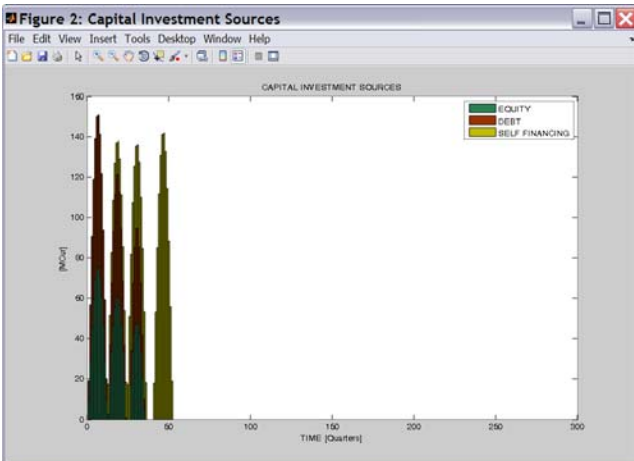 Figure 2: Capital Investment Sources
File Edit View Insert Tools Desktop Window Help
CAPITAL INVESTMENT SOURCES
EQUITY
DEBT
SELF FINANCING
[MCur]
160
140
120
100
80
60
40
20
0
0 50 100 150 200 250 300
TIME [Quarters]